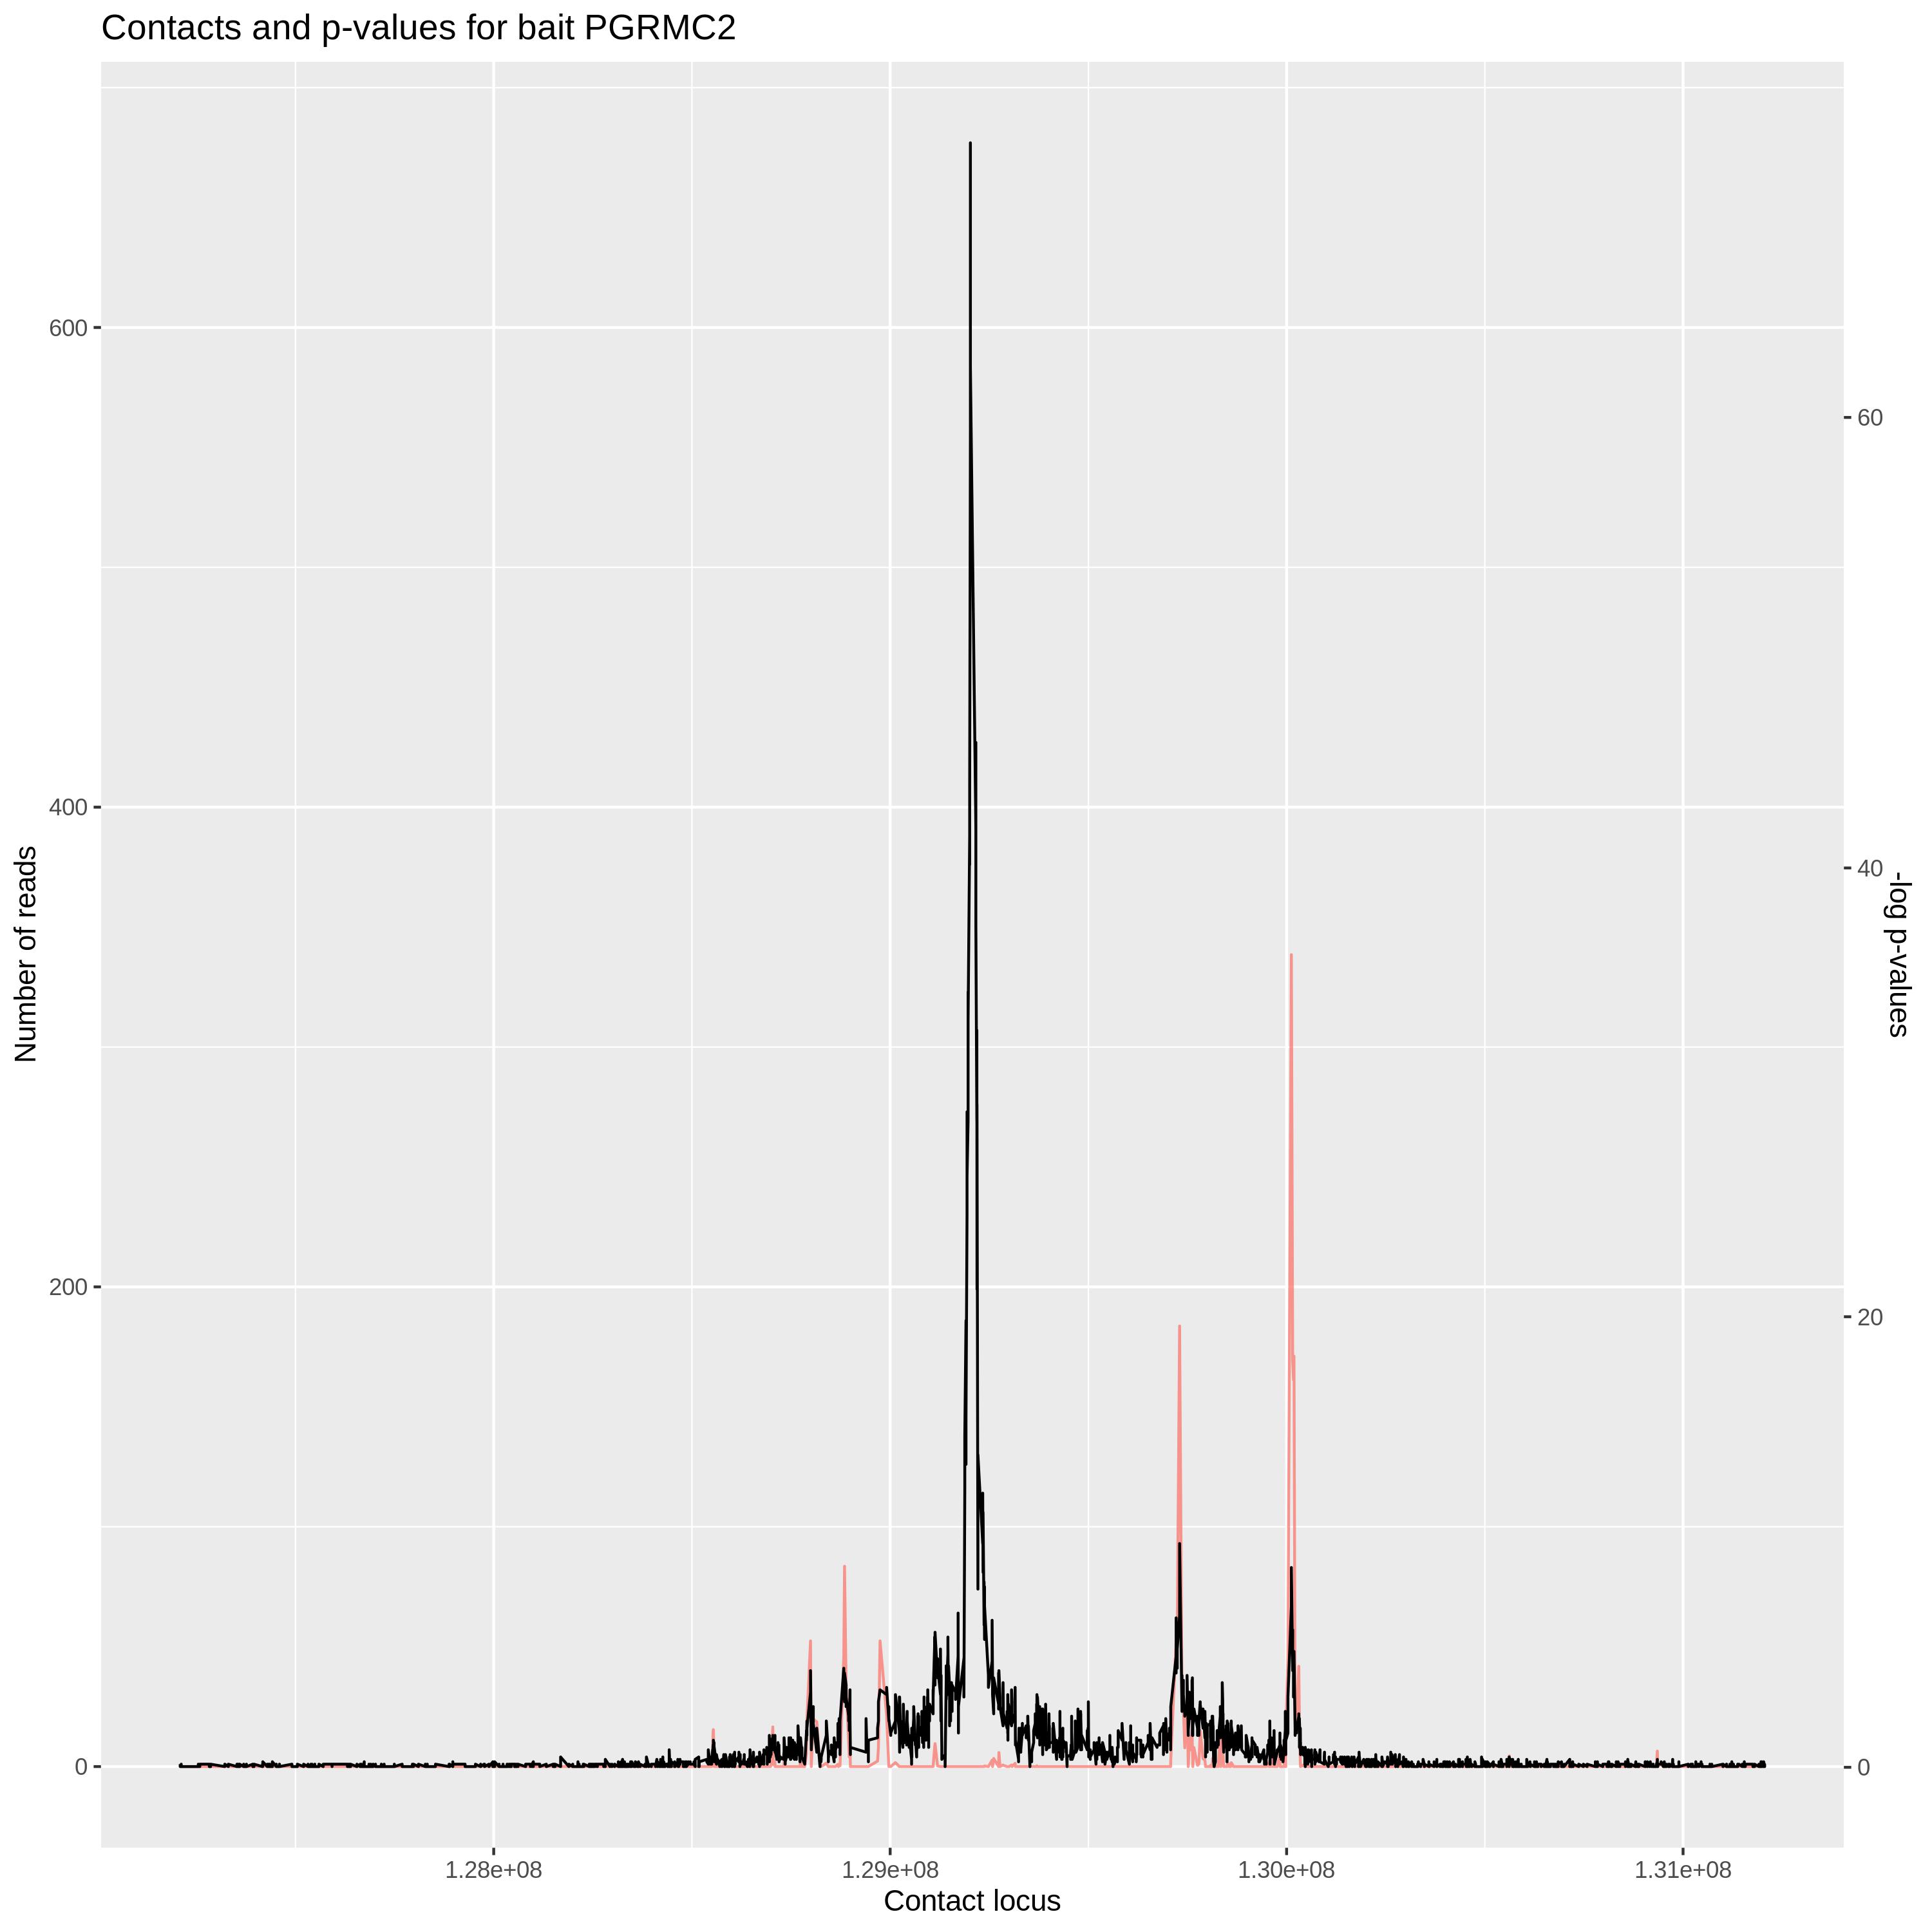 Contacts and p-values for bait PGRMC2
600
400
200
0
Number of reads
60
40
20
0
-log p-values
1.28e+08
1.29e+08
1.30e+08
1.31e+08
Contact locus